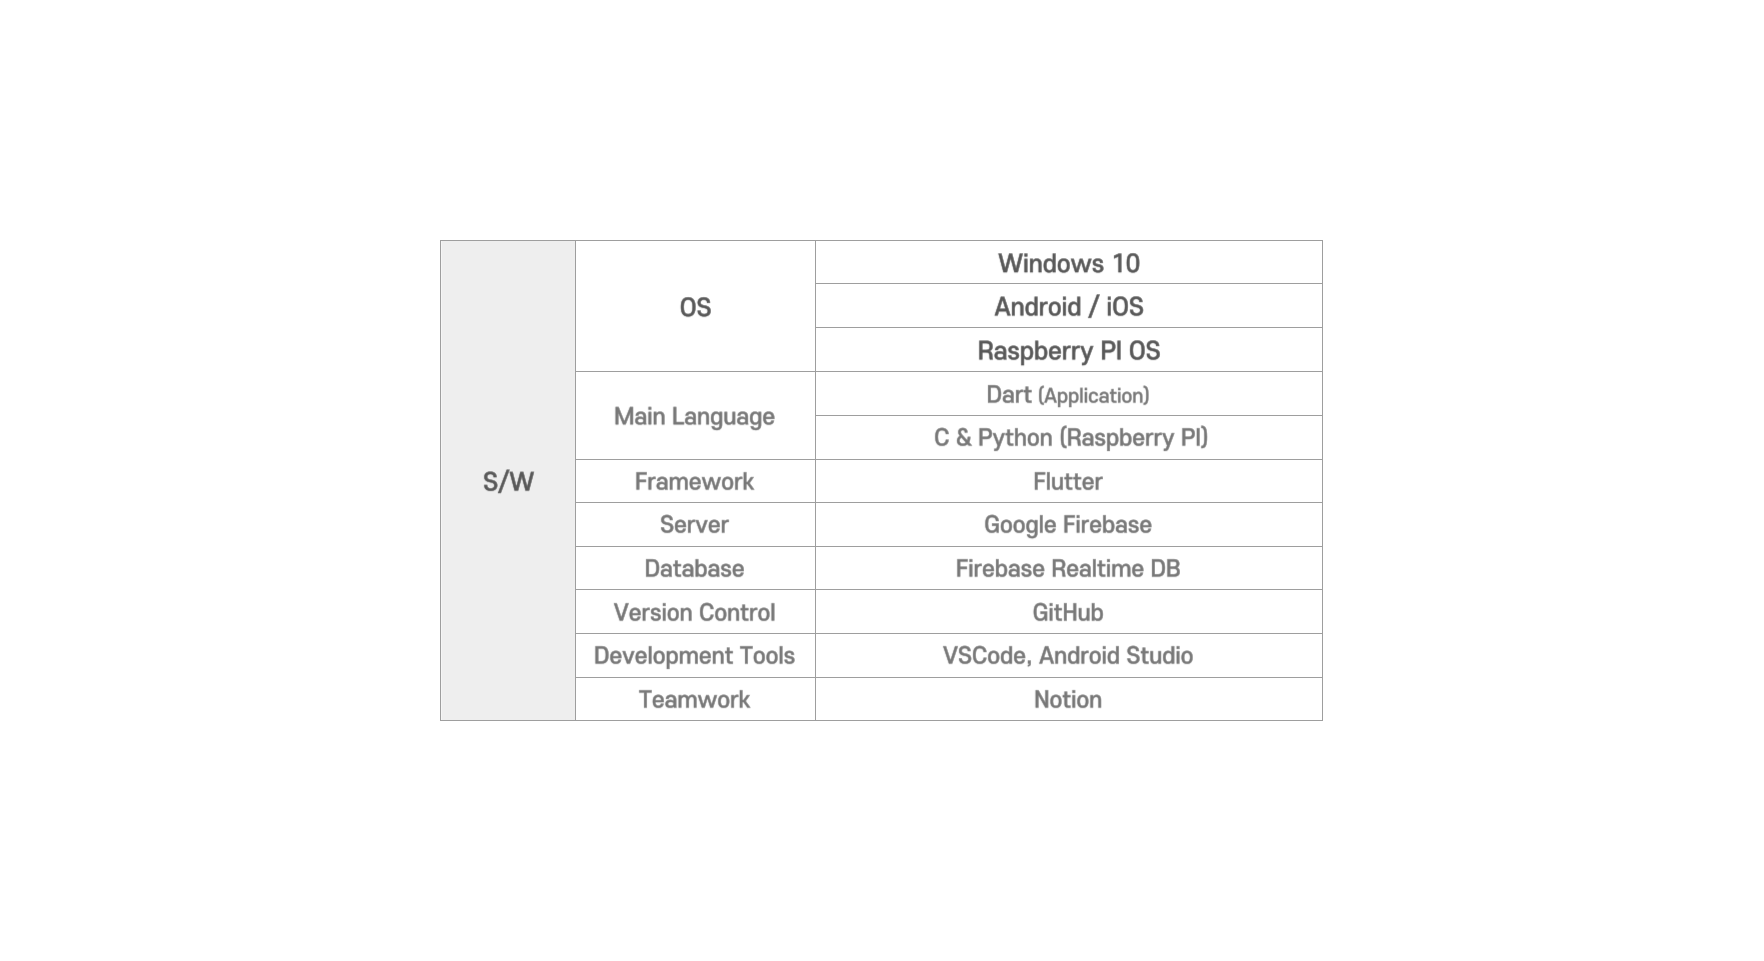 S/W
OS
Windows 10
Android / iOS
Raspberry PI OS
Main Language
Dart (Application)
C & Python (Raspberry PI)
Framework
Flutter
Server
Google Firebase
Database
Firebase Realtime DB
Version Control
GitHub
Development Tools
VSCode, Android Studio
Teamwork
Notion